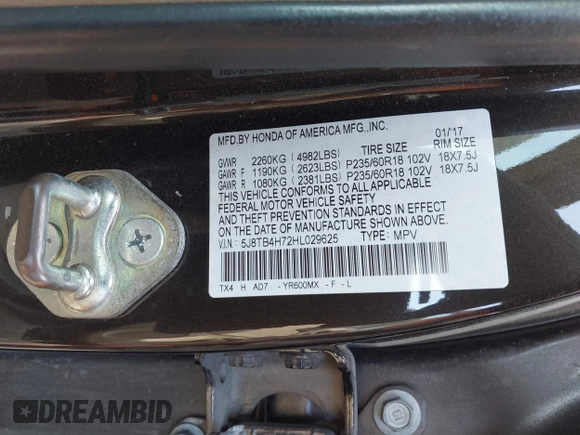 MFD.BY HONDA OF AMERICA MFG.,INC. 01/17
TIRE SIZE RIM SIZE
GVWR 2260KG (4982LBS)
GAWR F 1190KG (2623LBS) P235/60R18 102V 18X7.5J
GAWR R 1080KG (2381LBS) P235/60R18 102V 18X7.5J
THIS VEHICLE CONFORMS TO ALL APPLICABLE
FEDERAL MOTOR VEHICLE SAFETY
AND THEFT PREVENTION STANDARDS IN EFFECT
ON THE DATE OF MANUFACTURE SHOWN ABOVE.
V.I.N: 5J8TB4H72HL029625 TYPE: MPV
TX4 H AD7 -YR600MX -F-L
DREAMBID